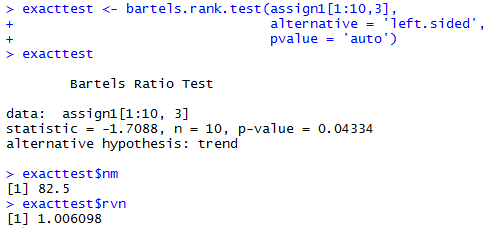 > exacttest <- bartels.rank.test(assign1[1:10,3],
+                                alternative = 'left.sided',
+                                pvalue = 'auto')
> exacttest
        Bartels Ratio Test
data:  assign1[1:10, 3]
statistic = -1.7088, n = 10, p-value = 0.04334
alternative hypothesis: trend
> exacttest$nm
[1] 82.5
> exacttest$rvn
[1] 1.006098